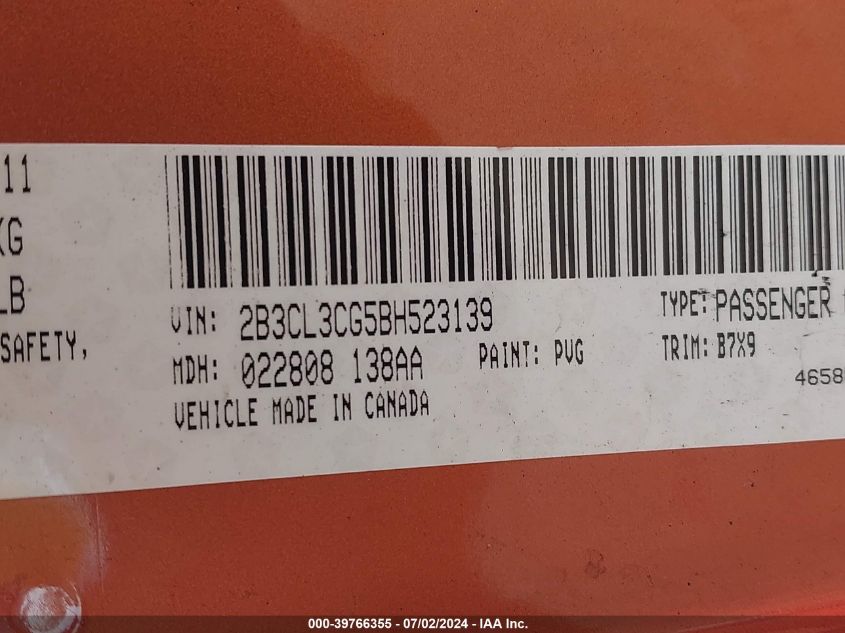 11
KG
LB
SAFETY,
VIN: 2B3CL3CG5BH523139
TYPE: PASSENGER
MDH: 022808 138AA
PAINT: PVG
TRIM: B7X9
VEHICLE MADE IN CANADA
4658
000-39766355 - 07/02/2024 - IAA Inc.